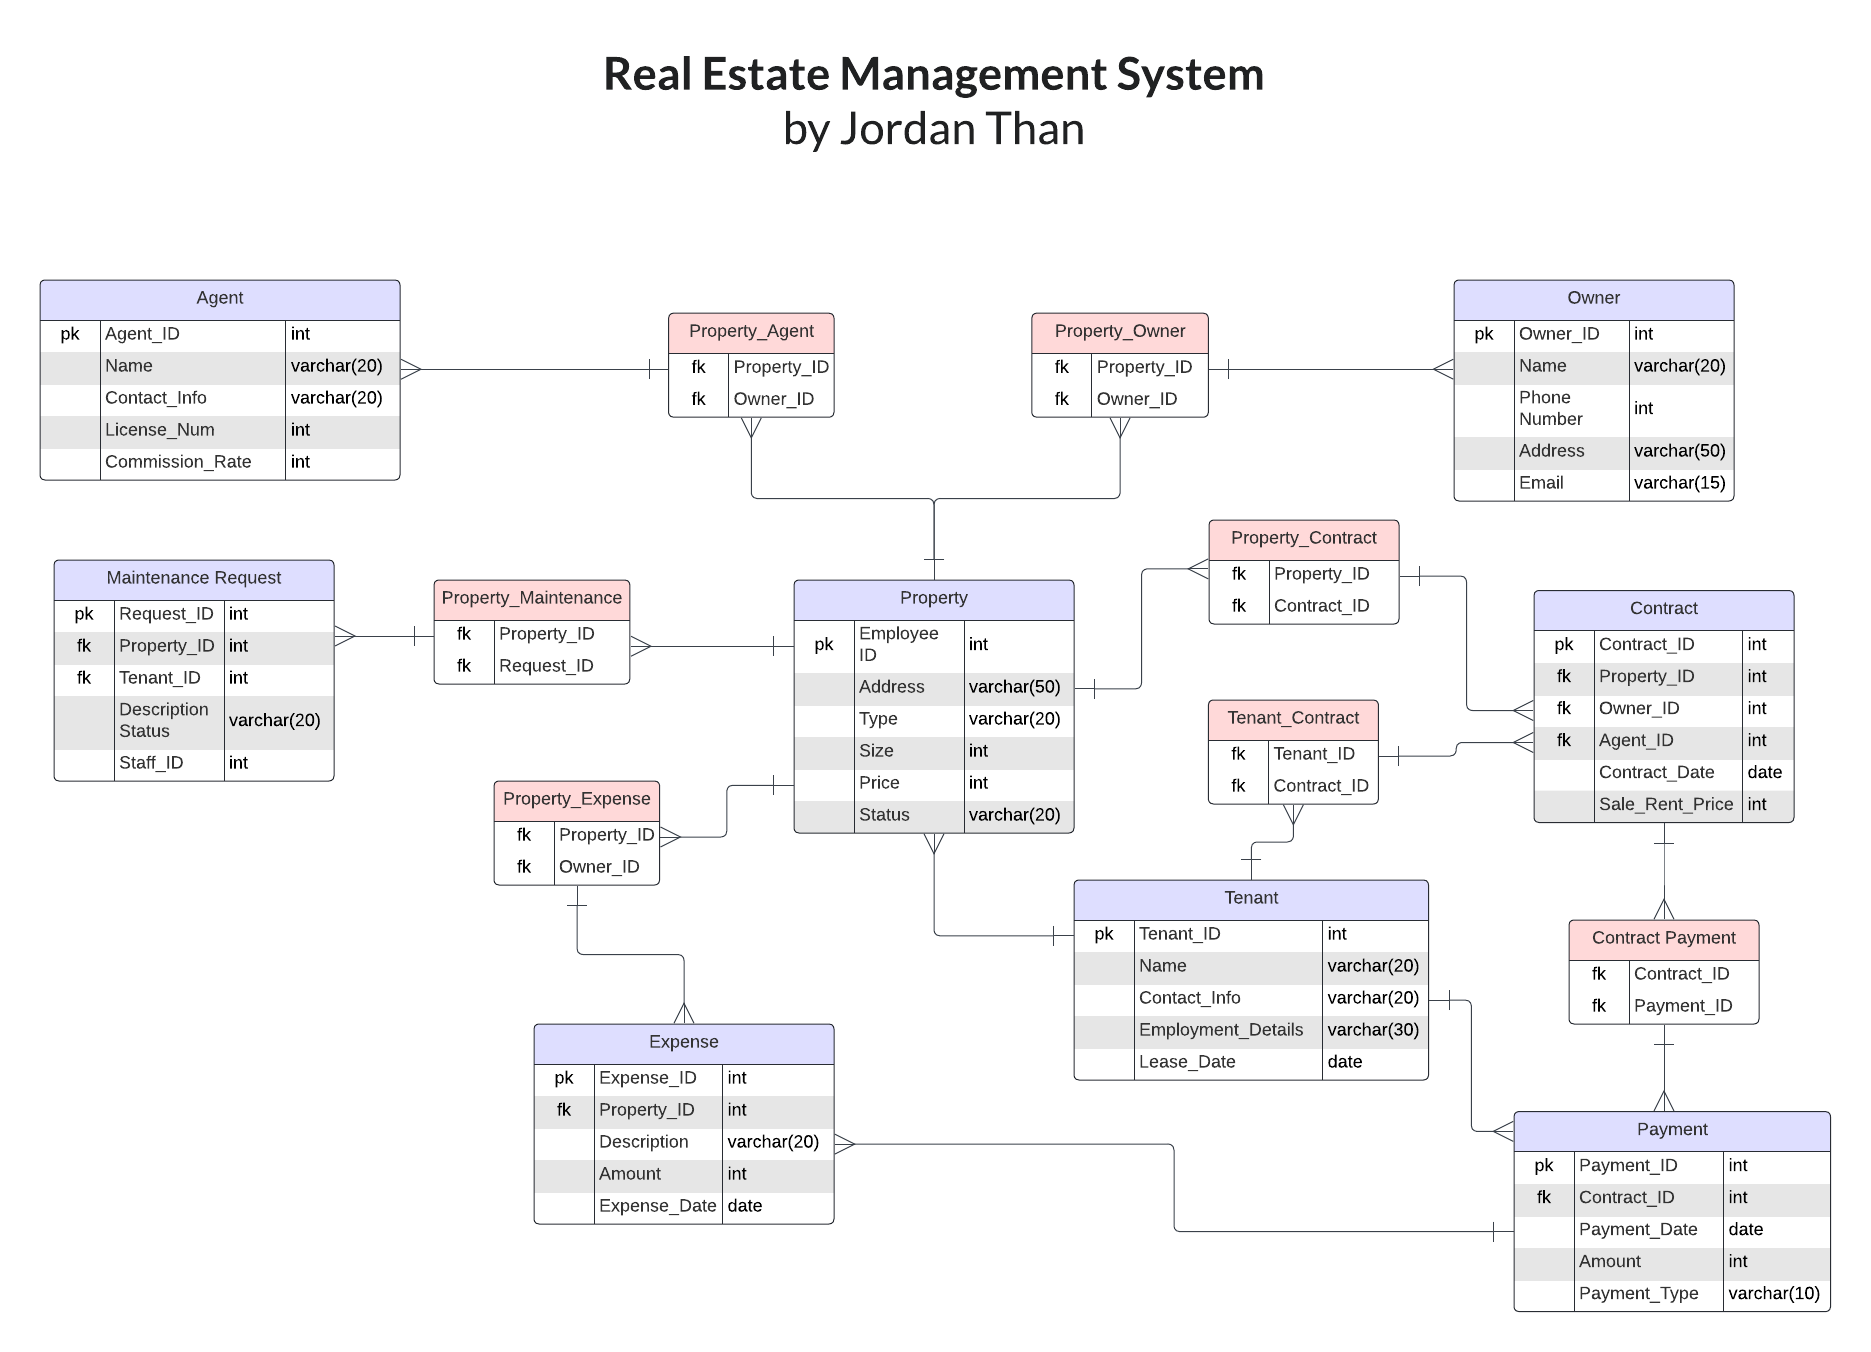 Real Estate Management System
by Jordan Than
Agent
pk Agent_ID int
Name varchar(20)
Contact_Info varchar(20)
License_Num int
Commission_Rate int
Property_Agent
fk Property_ID
fk Owner_ID
Property_Owner
fk Property_ID
fk Owner_ID
Owner
pk Owner_ID int
Name varchar(20)
Phone
Number int
Address varchar(50)
Email varchar(15)
Maintenance Request
pk Request_ID int
fk Property_ID int
fk Tenant_ID int
Description
Status varchar(20)
Staff_ID int
Property_Maintenance
fk Property_ID
fk Request_ID
Property
pk Employee
ID int
Address varchar(50)
Type varchar(20)
Size int
Price int
Status varchar(20)
Property_Contract
fk Property_ID
fk Contract_ID
Contract
pk Contract_ID int
fk Property_ID int
fk Owner_ID int
fk Agent_ID int
Contract_Date date
Sale_Rent_Price int
Tenant_Contract
fk Tenant_ID
fk Contract_ID
Property_Expense
fk Property_ID
fk Owner_ID
Tenant
pk Tenant_ID int
Name varchar(20)
Contact_Info varchar(20)
Employment_Details varchar(30)
Lease_Date date
Contract Payment
fk Contract_ID
fk Payment_ID
Expense
pk Expense_ID int
fk Property_ID int
Description varchar(20)
Amount int
Expense_Date date
Payment
pk Payment_ID int
fk Contract_ID int
Payment_Date date
Amount int
Payment_Type varchar(10)